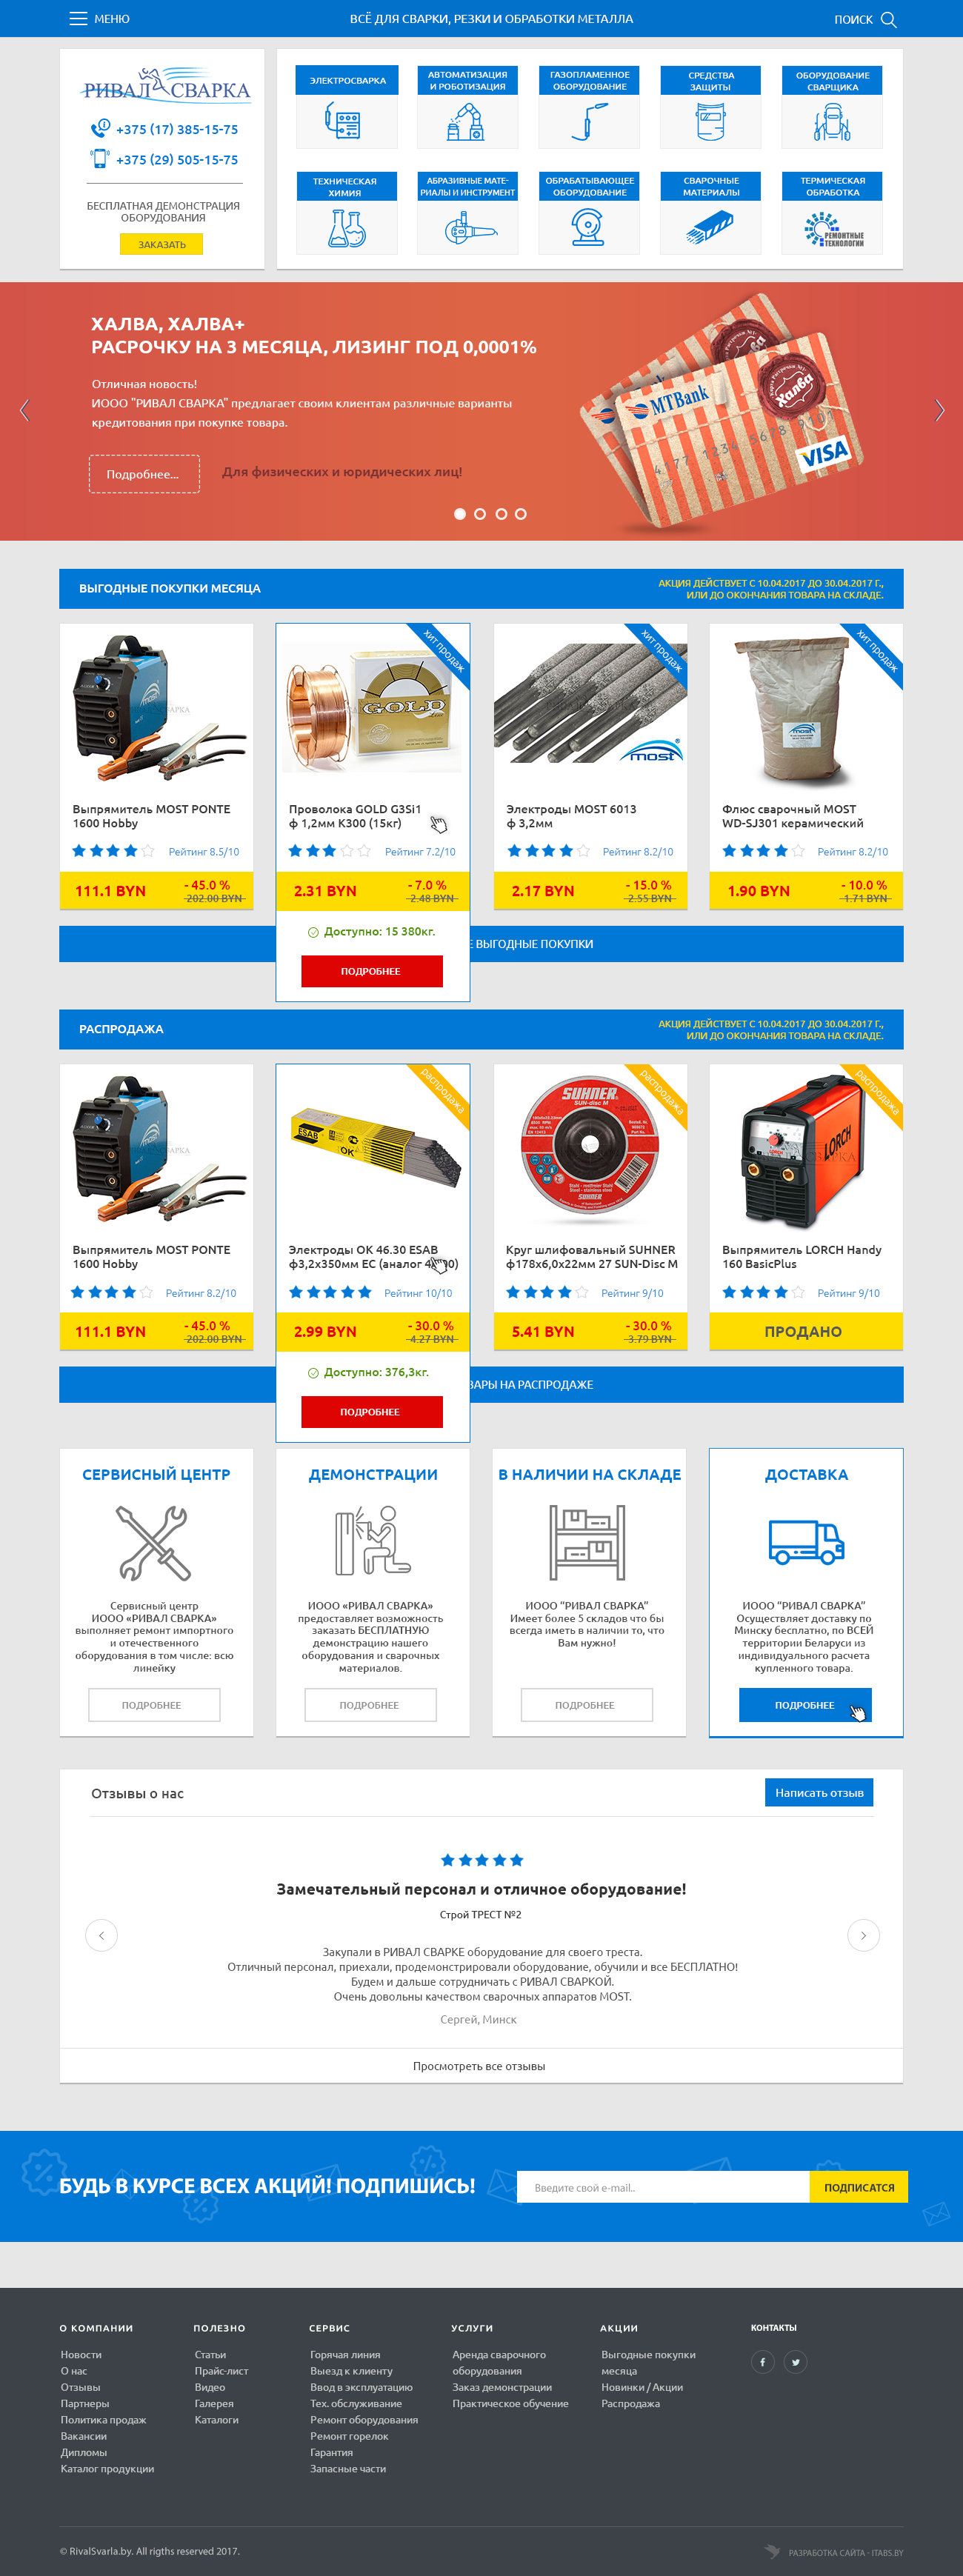 МЕНЮ
ВСЁ ДЛЯ СВАРКИ, РЕЗКИ И ОБРАБОТКИ МЕТАЛЛА
ПОИСК
РИВАЛ СВАРКА
+375 (17) 385-15-75
+375 (29) 505-15-75
БЕСПЛАТНАЯ ДЕМОНСТРАЦИЯ
ОБОРУДОВАНИЯ
ЗАКАЗАТЬ
ЭЛЕКТРОСВАРКА
АВТОМАТИЗАЦИЯ
И РОБОТИЗАЦИЯ
ГАЗОПЛАМЕННОЕ
ОБОРУДОВАНИЕ
СРЕДСТВА
ЗАЩИТЫ
ОБОРУДОВАНИЕ
СВАРЩИКА
ТЕХНИЧЕСКАЯ
ХИМИЯ
АБРАЗИВНЫЕ МАТЕ-
РИАЛЫ И ИНСТРУМЕНТ
ОБРАБАТЫВАЮЩЕЕ
ОБОРУДОВАНИЕ
СВАРОЧНЫЕ
МАТЕРИАЛЫ
ТЕРМИЧЕСКАЯ
ОБРАБОТКА
РЕМОНТНЫЕ
ТЕХНОЛОГИИ
ХАЛВА, ХАЛВА+
РАСРОЧКУ НА 3 МЕСЯЦА, ЛИЗИНГ ПОД 0,0001%
Отличная новость!
ИООО "РИВАЛ СВАРКА" предлагает своим клиентам различные варианты
кредитования при покупке товара.
Подробнее...
Для физических и юридических лиц!
MTBank
Халва
4177 1234 5678 9101
VISA
ВЫГОДНЫЕ ПОКУПКИ МЕСЯЦА
АКЦИЯ ДЕЙСТВУЕТ С 10.04.2017 ДО 30.04.2017 Г.,
ИЛИ ДО ОКОНЧАНИЯ ТОВАРА НА СКЛАДЕ.
хит продаж
хит продаж
хит продаж
most
GOLD
most
Выпрямитель MOST PONTE
1600 Hobby
Рейтинг 8.5/10
111.1 BYN
- 45.0 %
202.00 BYN
Проволока GOLD G3Si1
ф 1,2мм К300 (15кг)
Рейтинг 7.2/10
2.31 BYN
- 7.0 %
2.48 BYN
Доступно: 15 380кг.
ПОДРОБНЕЕ
Электроды MOST 6013
ф 3,2мм
Рейтинг 8.2/10
2.17 BYN
- 15.0 %
2.55 BYN
Флюс сварочный MOST
WD-SJ301 керамический
Рейтинг 8.2/10
1.90 BYN
- 10.0 %
1.71 BYN
Е ВЫГОДНЫЕ ПОКУПКИ
РАСПРОДАЖА
АКЦИЯ ДЕЙСТВУЕТ С 10.04.2017 ДО 30.04.2017 Г.,
ИЛИ ДО ОКОНЧАНИЯ ТОВАРА НА СКЛАДЕ.
распродажа
распродажа
распродажа
most
ESAB
OK
SUHNER
SUN-disc M
SUHNER
LORCH
Выпрямитель MOST PONTE
1600 Hobby
Рейтинг 8.2/10
111.1 BYN
- 45.0 %
202.00 BYN
Электроды OK 46.30 ESAB
ф3,2х350мм ЕС (аналог 4 0)
Рейтинг 10/10
2.99 BYN
- 30.0 %
4.27 BYN
Доступно: 376,3кг.
ПОДРОБНЕЕ
Круг шлифовальный SUHNER
ф178х6,0х22мм 27 SUN-Disc M
Рейтинг 9/10
5.41 BYN
- 30.0 %
3.79 BYN
Выпрямитель LORCH Handy
160 BasicPlus
Рейтинг 9/10
ПРОДАНО
ВАРЫ НА РАСПРОДАЖЕ
СЕРВИСНЫЙ ЦЕНТР
Сервисный центр
ИООО «РИВАЛ СВАРКА»
выполняет ремонт импортного
и отечественного
оборудования в том числе: всю
линейку
ПОДРОБНЕЕ
ДЕМОНСТРАЦИИ
ИООО «РИВАЛ СВАРКА»
предоставляет возможность
заказать БЕСПЛАТНУЮ
демонстрацию нашего
оборудования и сварочных
материалов.
ПОДРОБНЕЕ
В НАЛИЧИИ НА СКЛАДЕ
ИООО "РИВАЛ СВАРКА"
Имеет более 5 складов что бы
всегда иметь в наличии то, что
Вам нужно!
ПОДРОБНЕЕ
ДОСТАВКА
ИООО "РИВАЛ СВАРКА"
Осуществляет доставку по
Минску бесплатно, по ВСЕЙ
территории Беларуси из
индивидуального расчета
купленного товара.
ПОДРОБНЕЕ
Отзывы о нас
Написать отзыв
Замечательный персонал и отличное оборудование!
Строй ТРЕСТ №2
Закупали в РИВАЛ СВАРКЕ оборудование для своего треста.
Отличный персонал, приехали, продемонстрировали оборудование, обучили и все БЕСПЛАТНО!
Будем и дальше сотрудничать с РИВАЛ СВАРКОЙ.
Очень довольны качеством сварочных аппаратов MOST.
Сергей, Минск
Просмотреть все отзывы
БУДЬ В КУРСЕ ВСЕХ АКЦИЙ! ПОДПИШИСЬ!
Введите свой e-mail..
ПОДПИСАТСЯ
О КОМПАНИИ
Новости
О нас
Отзывы
Партнеры
Политика продаж
Вакансии
Дипломы
Каталог продукции
ПОЛЕЗНО
Статьи
Прайс-лист
Видео
Галерея
Каталоги
СЕРВИС
Горячая линия
Выезд к клиенту
Ввод в эксплуатацию
Тех. обслуживание
Ремонт оборудования
Ремонт горелок
Гарантия
Запасные части
УСЛУГИ
Аренда сварочного
оборудования
Заказ демонстрации
Практическое обучение
АКЦИИ
Выгодные покупки
месяца
Новинки / Акции
Распродажа
КОНТАКТЫ
© RivalSvarla.by. All rigths reserved 2017.
РАЗРАБОТКА САЙТА - ITABS.BY